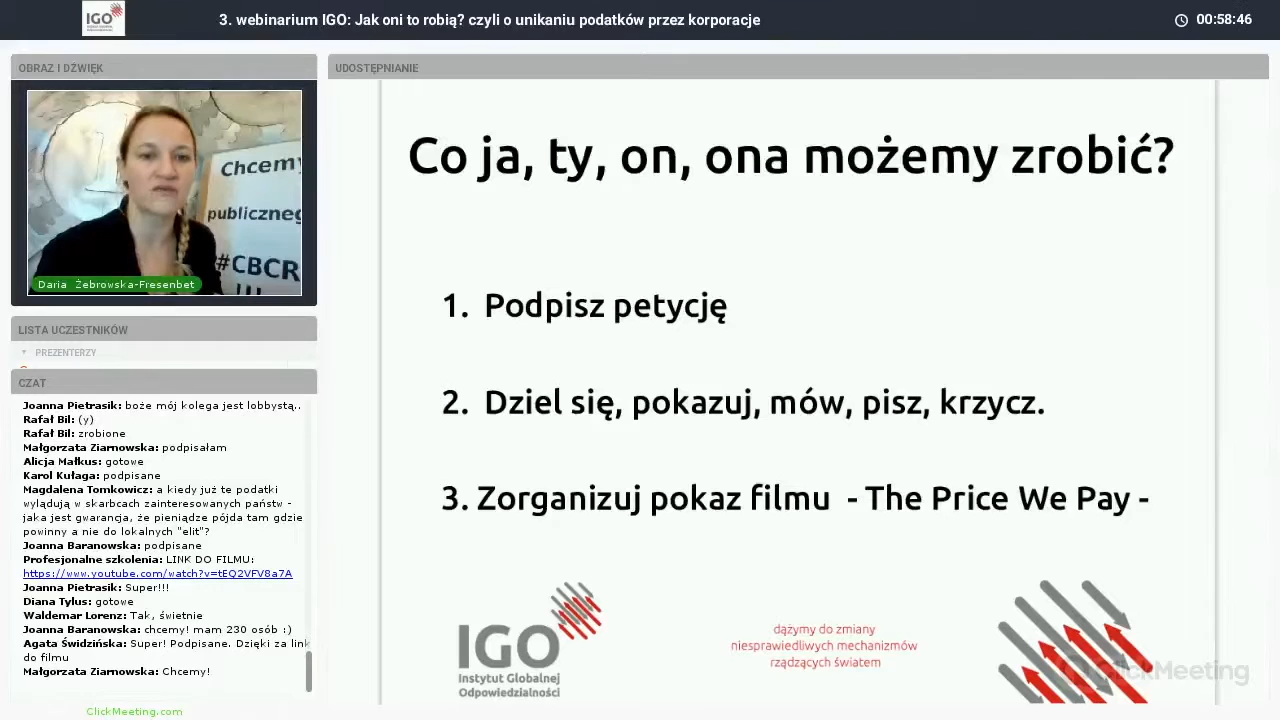 IGO
3. webinarium IGO: Jak oni to robią? czyli o unikaniu podatków przez korporacje
00:58:46
OBRAZ I DŹWIĘK
Chcemy
publiczneg
#CBCR
!!!
Daria Żebrowska-Fresenbet
LISTA UCZESTNIKÓW
PREZENTERZY
CZAT
Joanna Pietrasik: boże mój kolega jest lobbystą..
Rafał Bil: (y)
Rafał Bil: zrobione
Małgorzata Ziarnowska: podpisałam
Alicja Małkus: gotowe
Karol Kułaga: podpisane
Magdalena Tomkowicz: a kiedy już te podatki
wylądują w skarbcach zainteresowanych państw -
jaka jest gwarancja, że pieniądze pójda tam gdzie
powinny a nie do lokalnych "elit"?
Joanna Baranowska: podpisane
Profesjonalne szkolenia: LINK DO FILMU:
https://www.youtube.com/watch?v=tEQ2VFV8a7A
Joanna Pietrasik: Super!!!
Diana Tylus: gotowe
Waldemar Lorenz: Tak, świetnie
Joanna Baranowska: chcemy! mam 230 osób :)
Agata Świdzińska: Super! Podpisane. Dzięki za link
do filmu
Małgorzata Ziarnowska: Chcemy!
ClickMeeting.com
UDOSTĘPNIANIE
Co ja, ty, on, ona możemy zrobić?
1. Podpisz petycję
2. Dziel się, pokazuj, mów, pisz, krzycz.
3. Zorganizuj pokaz filmu - The Price We Pay -
IGO
Instytut Globalnej
Odpowiedzialności
dążymy do zmiany
niesprawiedliwych mechanizmów
rządzących światem
ClickMeeting